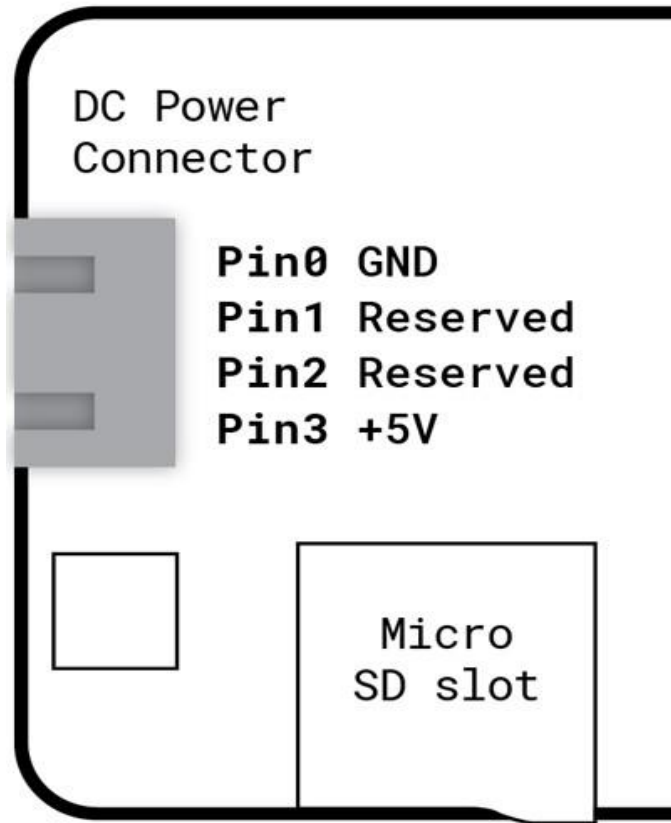 DC Power
Connector
Pin0 GND
Pin1 Reserved
Pin2 Reserved
Pin3 +5V
Micro
SD slot